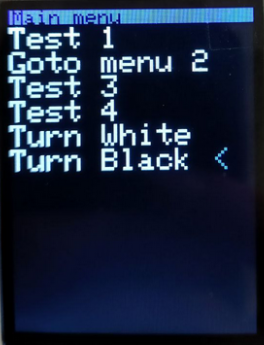 Main menu
Test 1
Goto menu 2
Test 3
Test 4
Turn White
Turn Black <